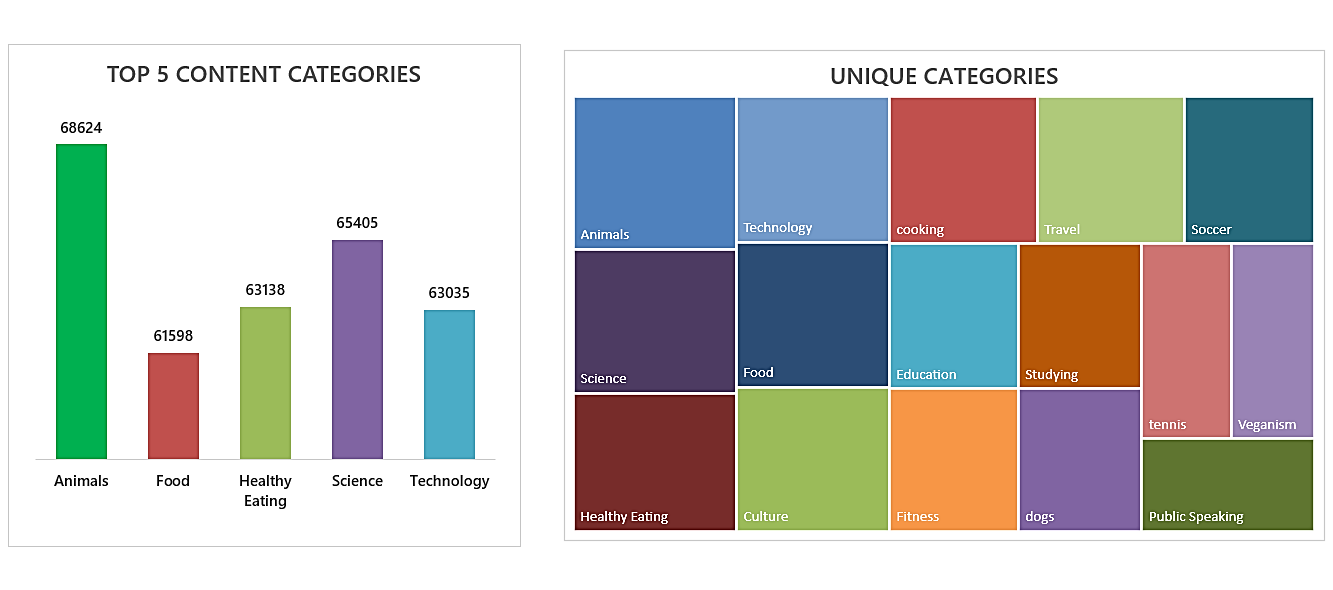 TOP 5 CONTENT CATEGORIES
68624
61598
63138
65405
63035
Animals
Food
Healthy
Eating
Science
Technology
UNIQUE CATEGORIES
Animals
Technology
cooking
Travel
Soccer
Science
Food
Education
Studying
tennis
Veganism
Healthy Eating
Culture
Fitness
dogs
Public Speaking